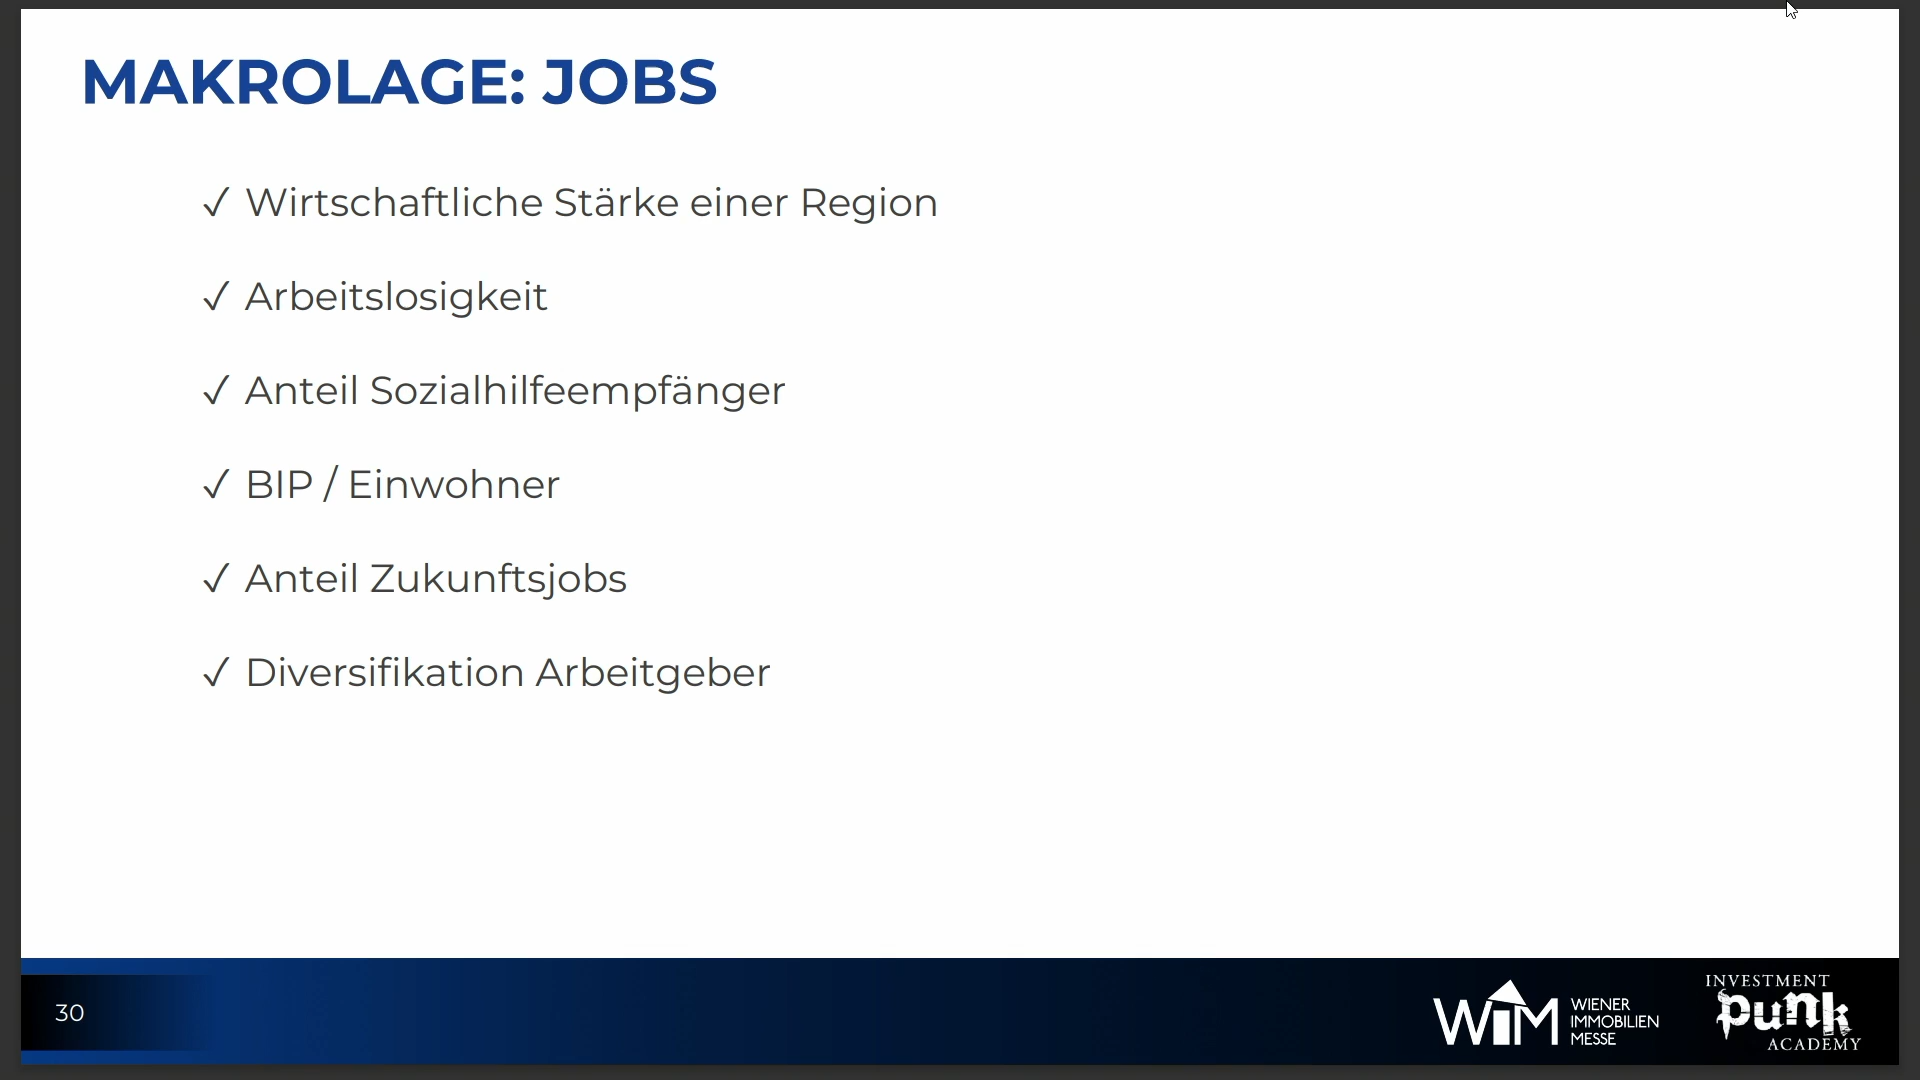 MAKROLAGE: JOBS
✓ Wirtschaftliche Stärke einer Region
✓ Arbeitslosigkeit
✓ Anteil Sozialhilfeempfänger
✓ BIP / Einwohner
✓ Anteil Zukunftsjobs
✓ Diversifikation Arbeitgeber
30
WIM
WIENER
IMMOBILIEN
MESSE
INVESTMENT
punk
ACADEMY